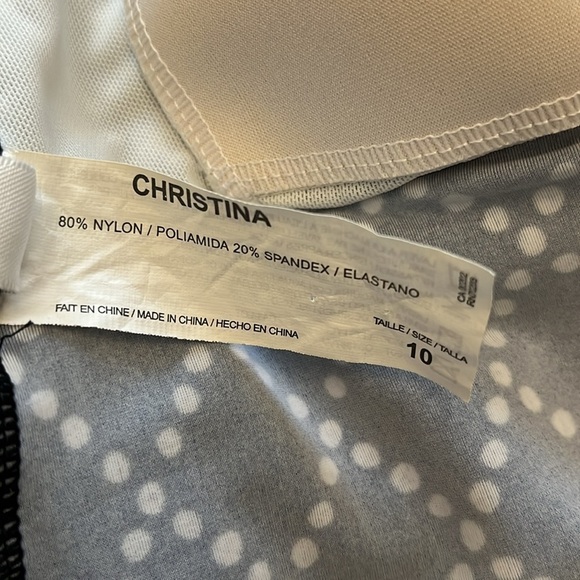 CHRISTINA
80% NYLON / POLIAMIDA 20% SPANDEX / ELASTANO
FAIT EN CHINE / MADE IN CHINA / HECHO EN CHINA
TAILLE / SIZE / TALLA
10